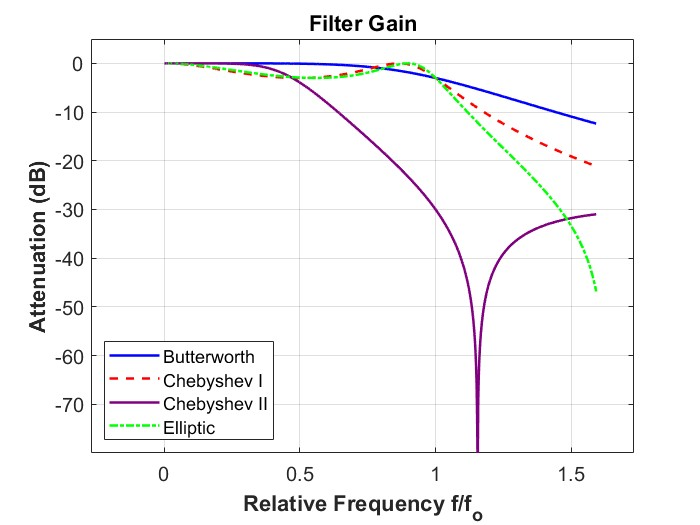 Filter Gain
Attenuation (dB)
0
-10
-20
-30
-40
-50
-60
-70
Butterworth
Chebyshev I
Chebyshev II
Elliptic
0 0.5 1 1.5
Relative Frequency f/fo